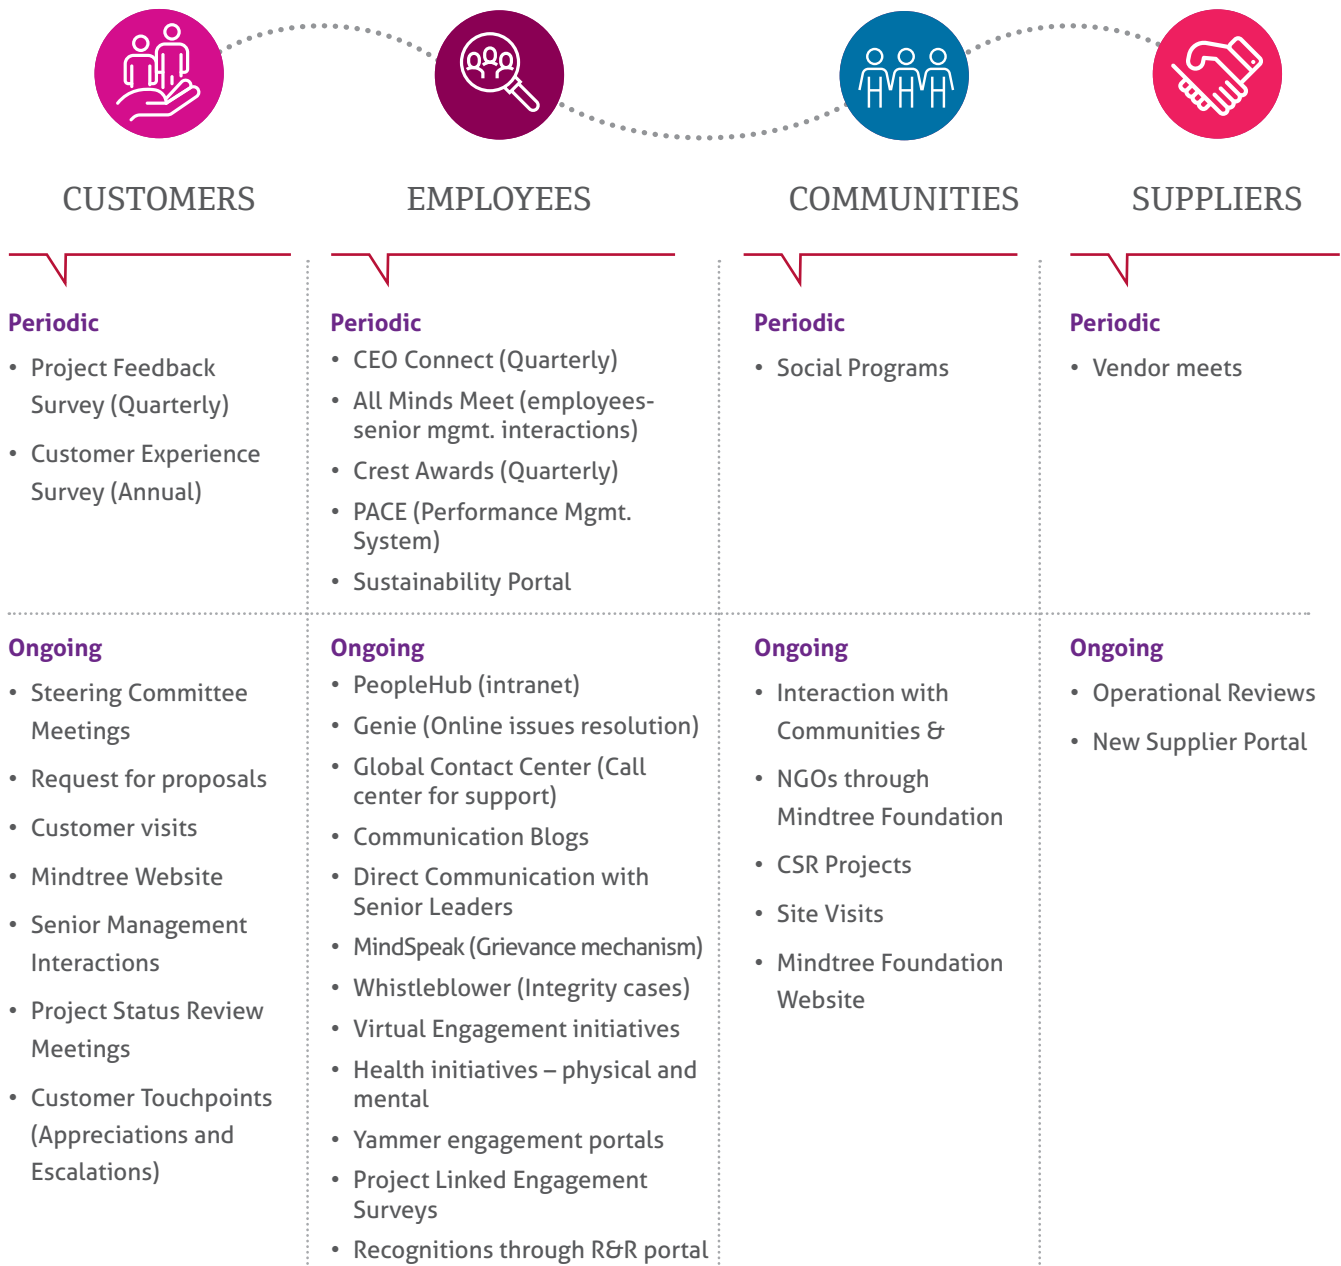 CUSTOMERS
EMPLOYEES
COMMUNITIES
SUPPLIERS
Periodic
• Project Feedback
Survey (Quarterly)
• Customer Experience
Survey (Annual)
Periodic
• CEO Connect (Quarterly)
• All Minds Meet (employees-
senior mgmt. interactions)
• Crest Awards (Quarterly)
• PACE (Performance Mgmt.
System)
• Sustainability Portal
Periodic
• Social Programs
Periodic
• Vendor meets
Ongoing
• Steering Committee
Meetings
• Request for proposals
• Customer visits
• Mindtree Website
• Senior Management
Interactions
• Project Status Review
Meetings
• Customer Touchpoints
(Appreciations and
Escalations)
Ongoing
• PeopleHub (intranet)
• Genie (Online issues resolution)
• Global Contact Center (Call
center for support)
• Communication Blogs
• Direct Communication with
Senior Leaders
• MindSpeak (Grievance mechanism)
• Whistleblower (Integrity cases)
• Virtual Engagement initiatives
• Health initiatives – physical and
mental
• Yammer engagement portals
• Project Linked Engagement
Surveys
• Recognitions through R&R portal
Ongoing
• Interaction with
Communities &
• NGOs through
Mindtree Foundation
• CSR Projects
• Site Visits
• Mindtree Foundation
Website
Ongoing
• Operational Reviews
• New Supplier Portal